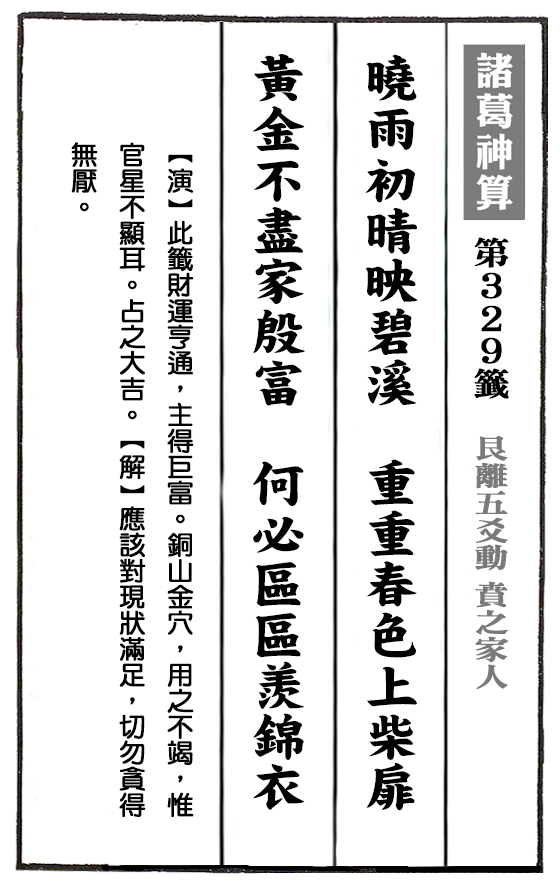 諸葛神算 第329籤 艮離五爻動 賁之家人
曉雨初晴映碧溪 重重春色上柴扉
黃金不盡家殷富 何必區區羨錦衣
【演】此籤財運亨通，主得巨富。銅山金穴，用之不竭，惟
官星不顯耳。占之大吉。【解】應該對現狀滿足，切勿貪得
無厭。